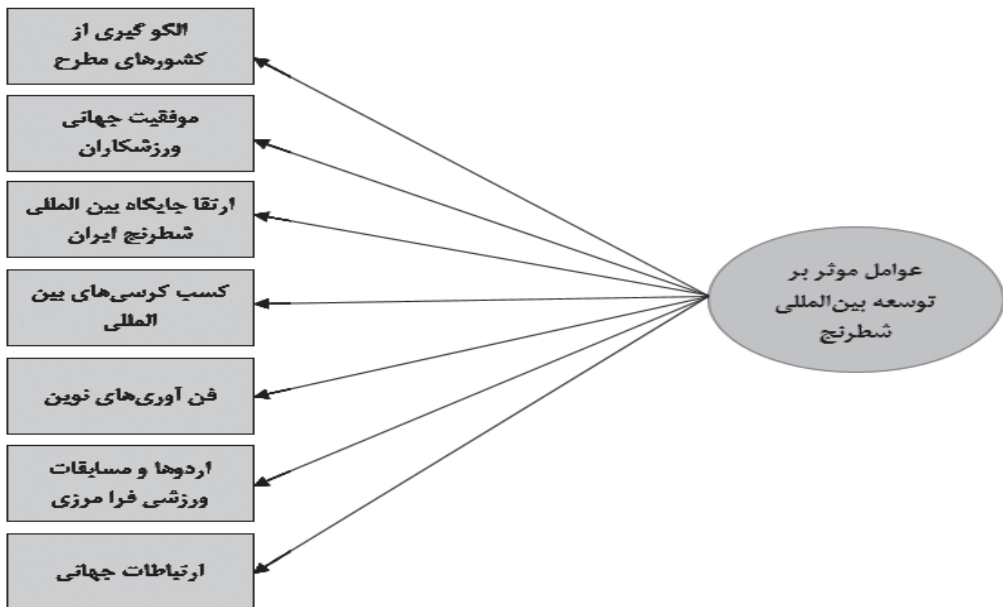 الگو گیری از
کشورهای مطرح
موفقیت جهانی
ورزشکاران
ارتقا جایگاه بین المللی
شطرنج ایران
کسب کرسی‌های بین
المللی
فن آوری‌های نوین
اردوها و مسابقات
ورزشی فرا مرزی
ارتباطات جهانی
عوامل موثر بر
توسعه بین‌المللی
شطرنج